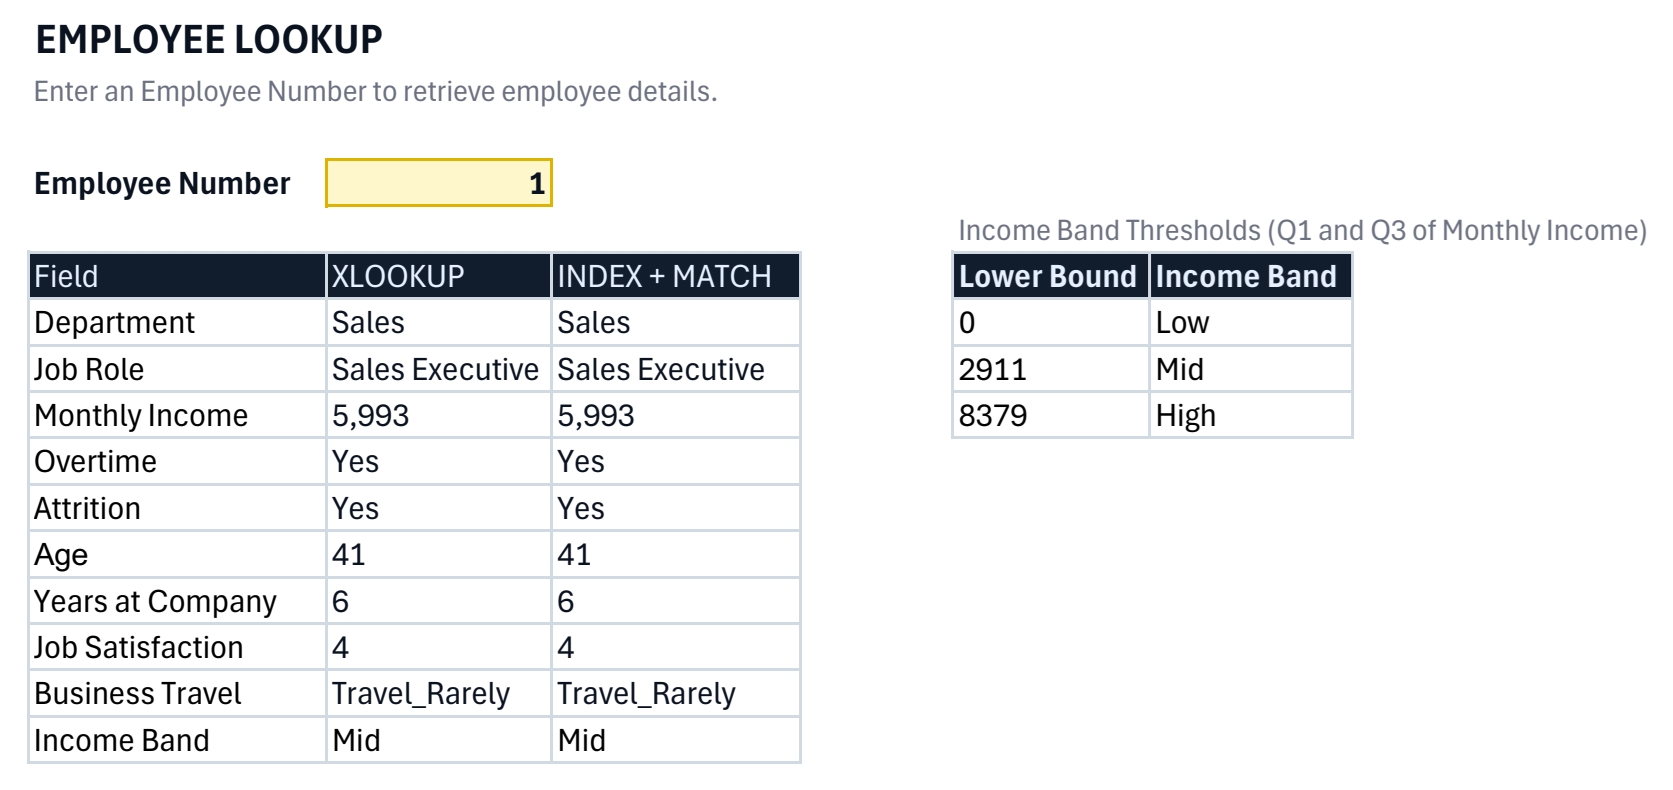 EMPLOYEE LOOKUP
Enter an Employee Number to retrieve employee details.
Employee Number 1
Income Band Thresholds (Q1 and Q3 of Monthly Income)
Field XLOOKUP INDEX + MATCH
Department Sales Sales
Job Role Sales Executive Sales Executive
Monthly Income 5,993 5,993
Overtime Yes Yes
Attrition Yes Yes
Age 41 41
Years at Company 6 6
Job Satisfaction 4 4
Business Travel Travel_Rarely Travel_Rarely
Income Band Mid Mid
Lower Bound Income Band
0 Low
2911 Mid
8379 High